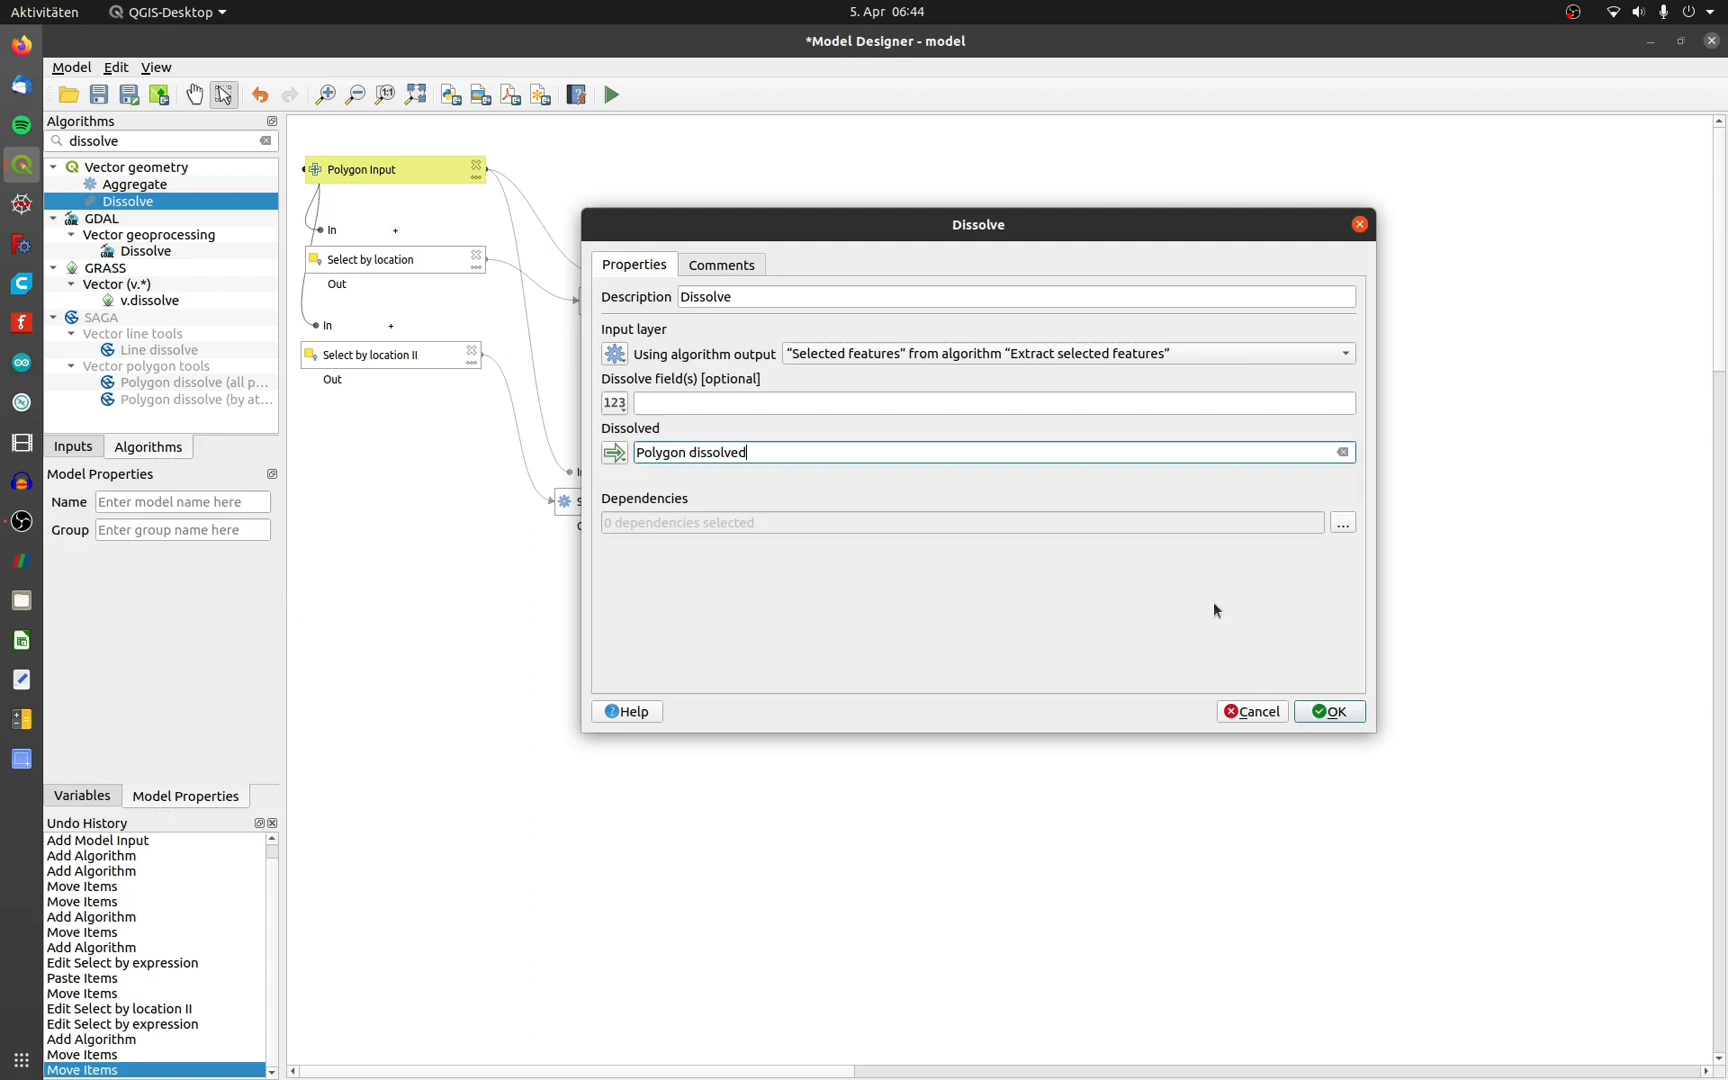 Aktivitäten QGIS-Desktop 5. Apr 06:44
*Model Designer - model
Model Edit View
Algorithms
dissolve
Vector geometry
Aggregate
Dissolve
GDAL
Vector geoprocessing
Dissolve
GRASS
Vector (v.*)
v.dissolve
SAGA
Vector line tools
Line dissolve
Vector polygon tools
Polygon dissolve (all p...
Polygon dissolve (by at...
Inputs Algorithms
Model Properties
Name Enter model name here
Group Enter group name here
Variables Model Properties
Undo History
Add Model Input
Add Algorithm
Add Algorithm
Move Items
Move Items
Add Algorithm
Move Items
Add Algorithm
Edit Select by expression
Paste Items
Move Items
Edit Select by location II
Edit Select by expression
Add Algorithm
Move Items
Move Items
Polygon Input
In +
Select by location
Out
In +
Select by location II
Out
Dissolve
Properties Comments
Description Dissolve
Input layer
Using algorithm output “Selected features” from algorithm “Extract selected features”
Dissolve field(s) [optional]
123
Dissolved
Polygon dissolved
Dependencies
0 dependencies selected ...
Help Cancel OK